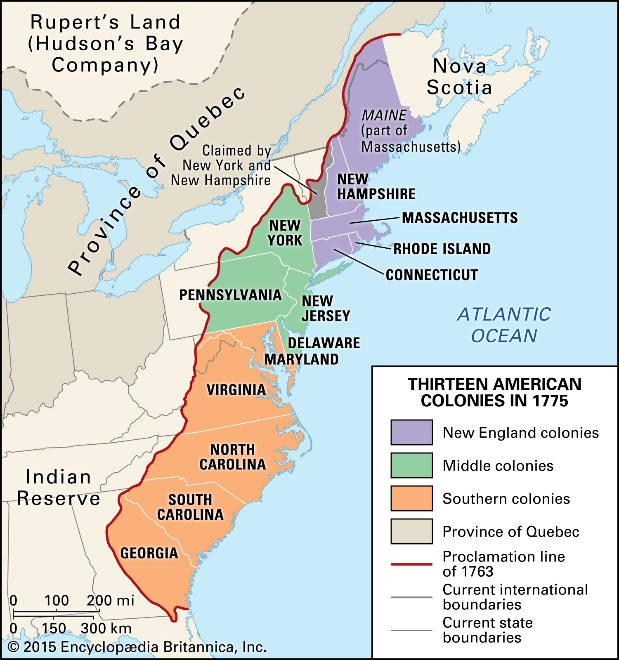 Rupert's Land
(Hudson's Bay
Company)
Nova
Scotia
Province of Quebec
MAINE
(part of
Massachusetts)
Claimed by
New York and
New Hampshire
NEW
HAMPSHIRE
MASSACHUSETTS
NEW
YORK
RHODE ISLAND
CONNECTICUT
PENNSYLVANIA
NEW
JERSEY
ATLANTIC
OCEAN
DELAWARE
MARYLAND
VIRGINIA
NORTH
CAROLINA
Indian
Reserve
SOUTH
CAROLINA
GEORGIA
THIRTEEN AMERICAN
COLONIES IN 1775
New England colonies
Middle colonies
Southern colonies
Province of Quebec
Proclamation line
of 1763
Current international
boundaries
Current state
boundaries
0 100 200 mi
0 150 300 km
© 2015 Encyclopædia Britannica, Inc.